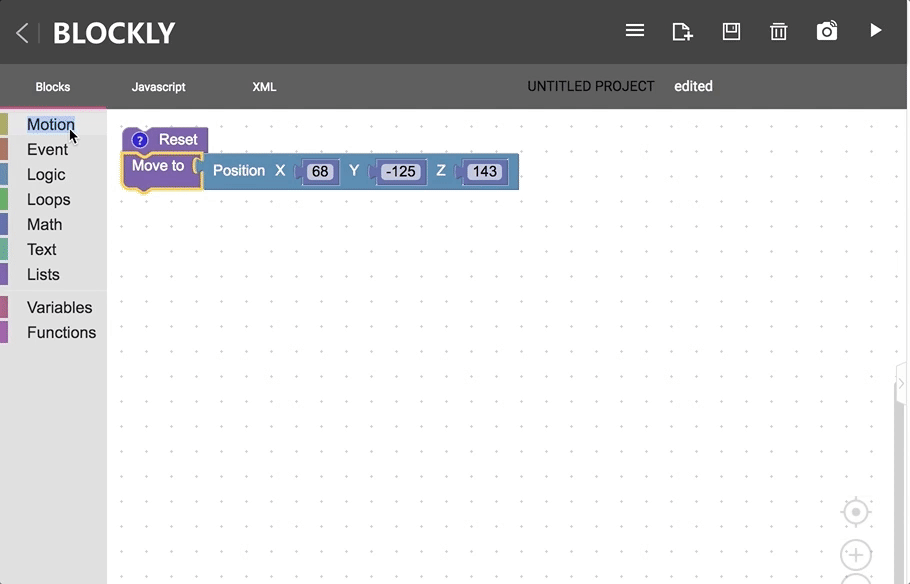 BLOCKLY
Blocks Javascript XML UNTITLED PROJECT edited
Motion
Event
Logic
Loops
Math
Text
Lists
Variables
Functions
? Reset
Move to Position X 68 Y -125 Z 143